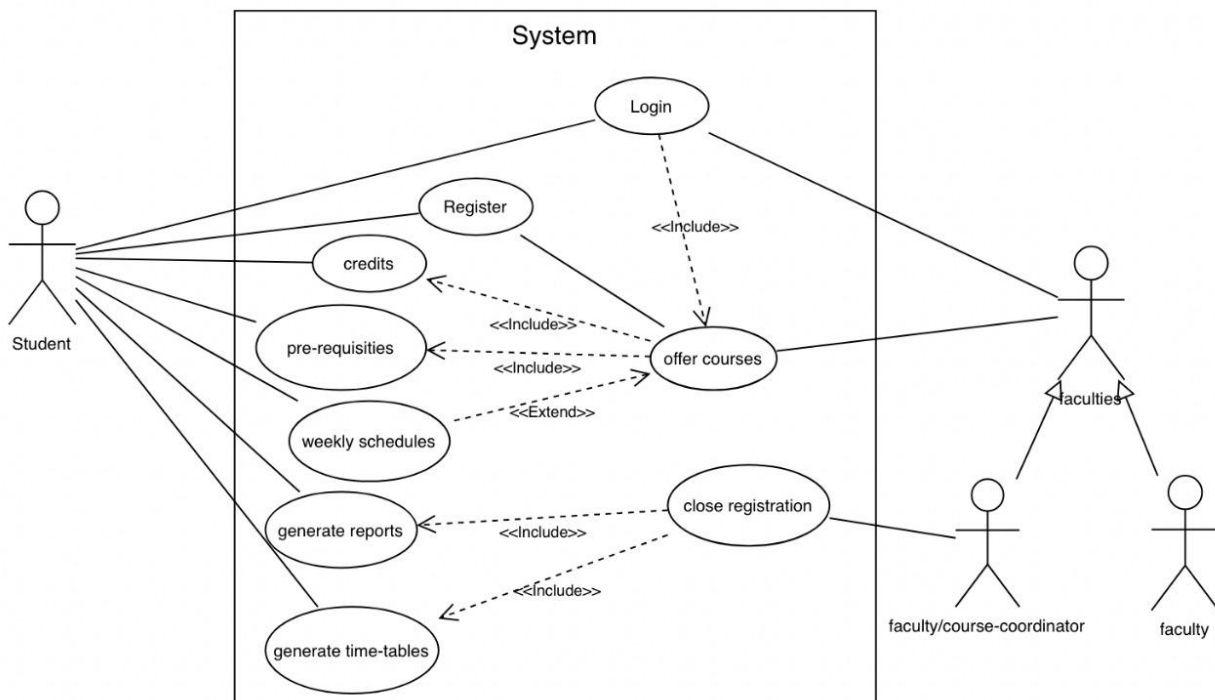 System
Login
Register
<<Include>>
credits
<<Include>>
Student
pre-requisities
offer courses
<<Include>>
faculties
<<Extend>>
weekly schedules
close registration
generate reports
<<Include>>
<<Include>>
faculty/course-coordinator
faculty
generate time-tables